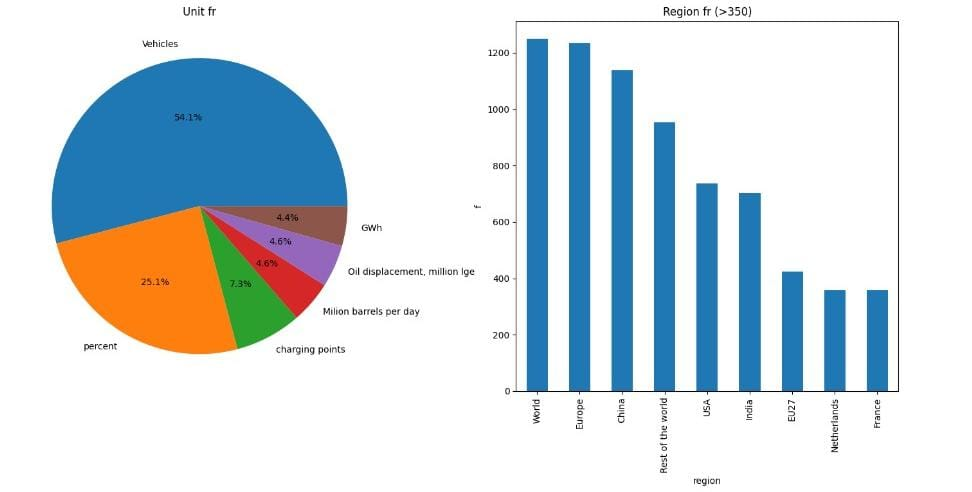 Unit fr
Vehicles
54.1%
25.1%
percent
7.3%
charging points
4.6%
Milion barrels per day
4.6%
Oil displacement, million lge
4.4%
GWh
Region fr (>350)
f
1200
1000
800
600
400
200
0
World
Europe
China
Rest of the world
USA
India
EU27
Netherlands
France
region